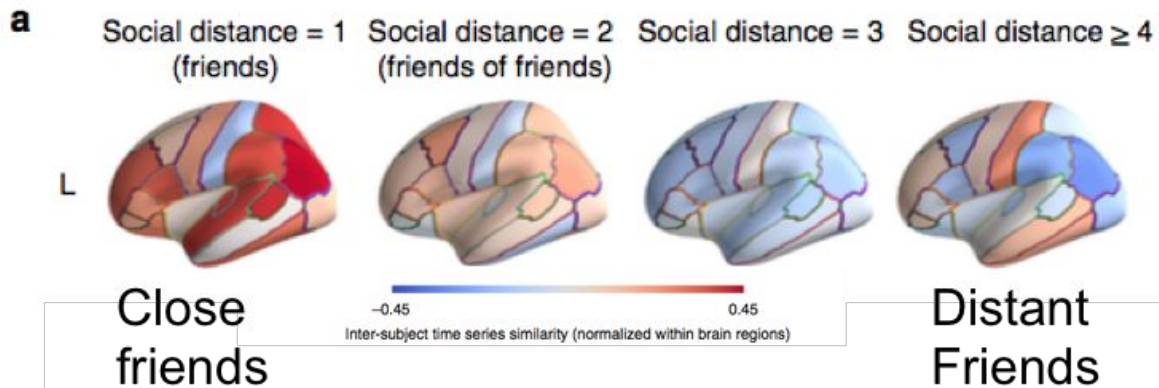 a
Social distance = 1
(friends)
Social distance = 2
(friends of friends)
Social distance = 3
Social distance ≥ 4
L
−0.45
0.45
Inter-subject time series similarity (normalized within brain regions)
Close
friends
Distant
Friends